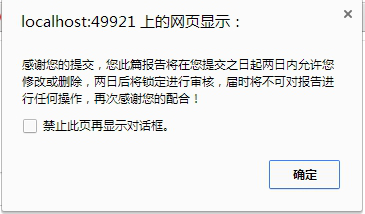 localhost:49921 上的网页显示：
感谢您的提交，您此篇报告将在您提交之日起两日内允许您
修改或删除，两日后将锁定进行审核，届时将不可对报告进
行任何操作，再次感谢您的配合！
禁止此页再显示对话框。
确定